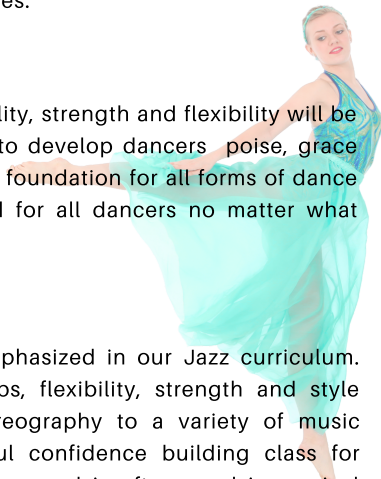 es.
lity, strength and flexibility will be
to develop dancers poise, grace
foundation for all forms of dance
for all dancers no matter what
phasized in our Jazz curriculum.
ps, flexibility, strength and style
reography to a variety of music
ul confidence building class for